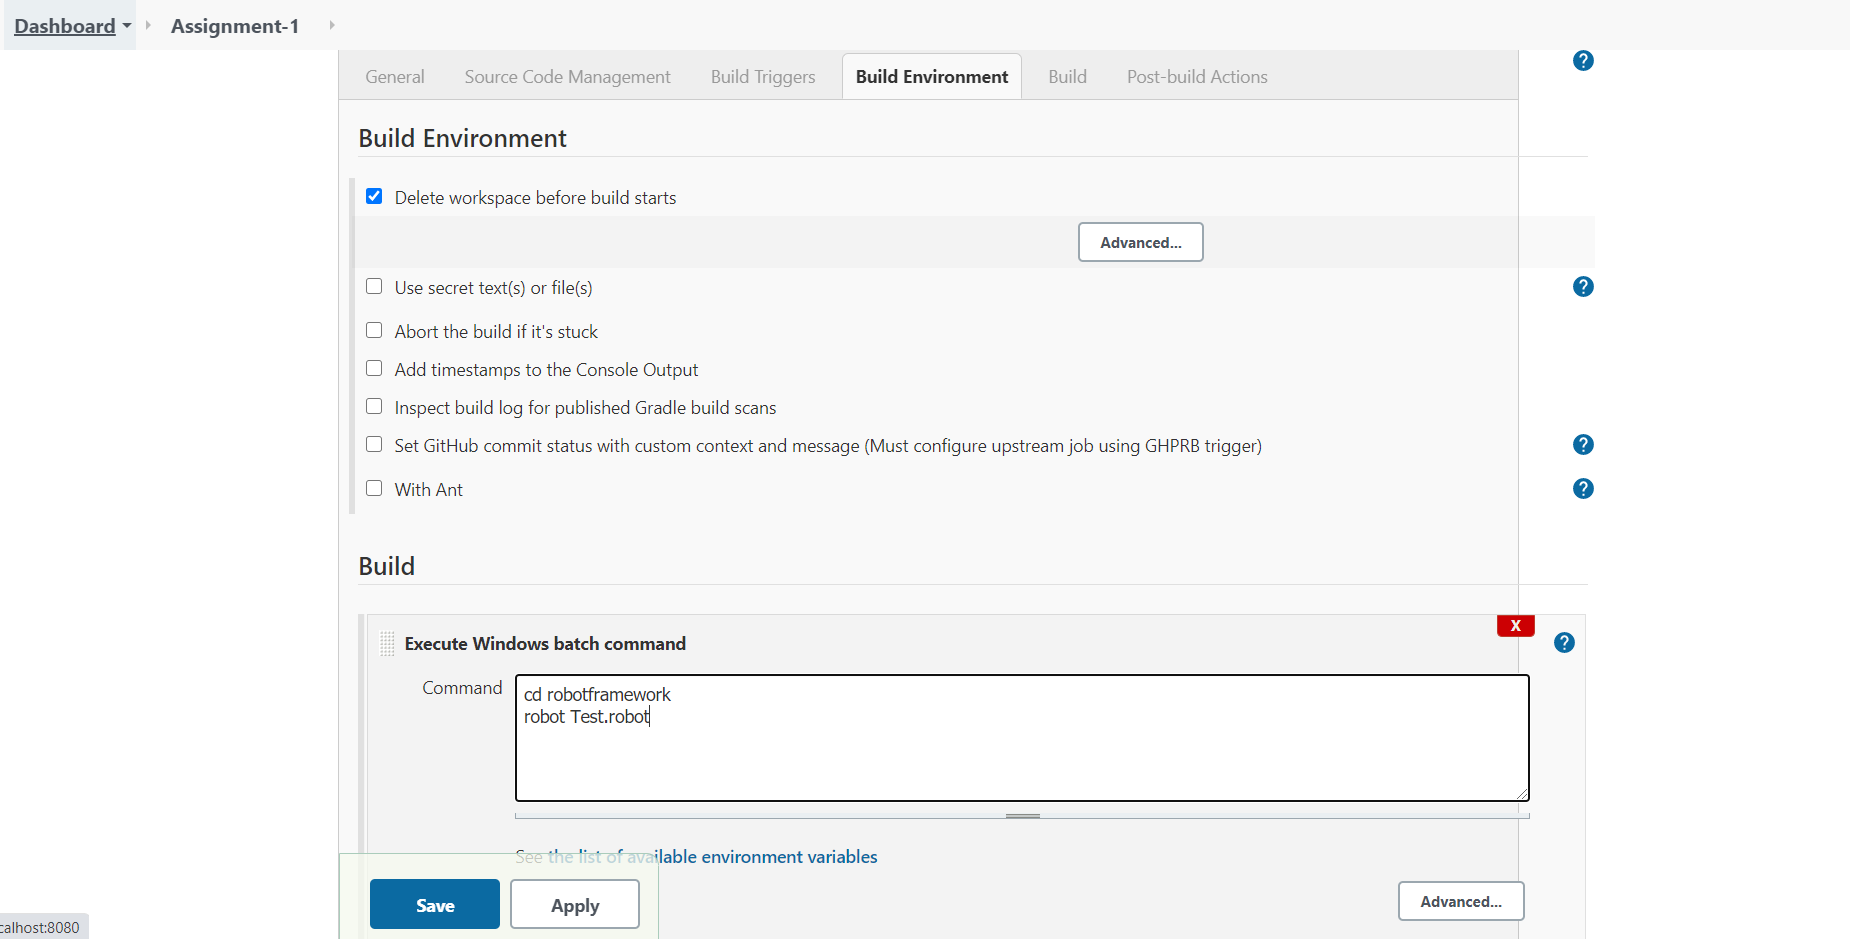 Dashboard Assignment-1
General Source Code Management Build Triggers Build Environment Build Post-build Actions ?
Build Environment
Delete workspace before build starts
Advanced...
Use secret text(s) or file(s) ?
Abort the build if it's stuck
Add timestamps to the Console Output
Inspect build log for published Gradle build scans
Set GitHub commit status with custom context and message (Must configure upstream job using GHPRB trigger) ?
With Ant ?
Build
X
Execute Windows batch command ?
Command
cd robotframework
robot Test.robot
See the list of available environment variables
Save Apply Advanced...
calhost:8080